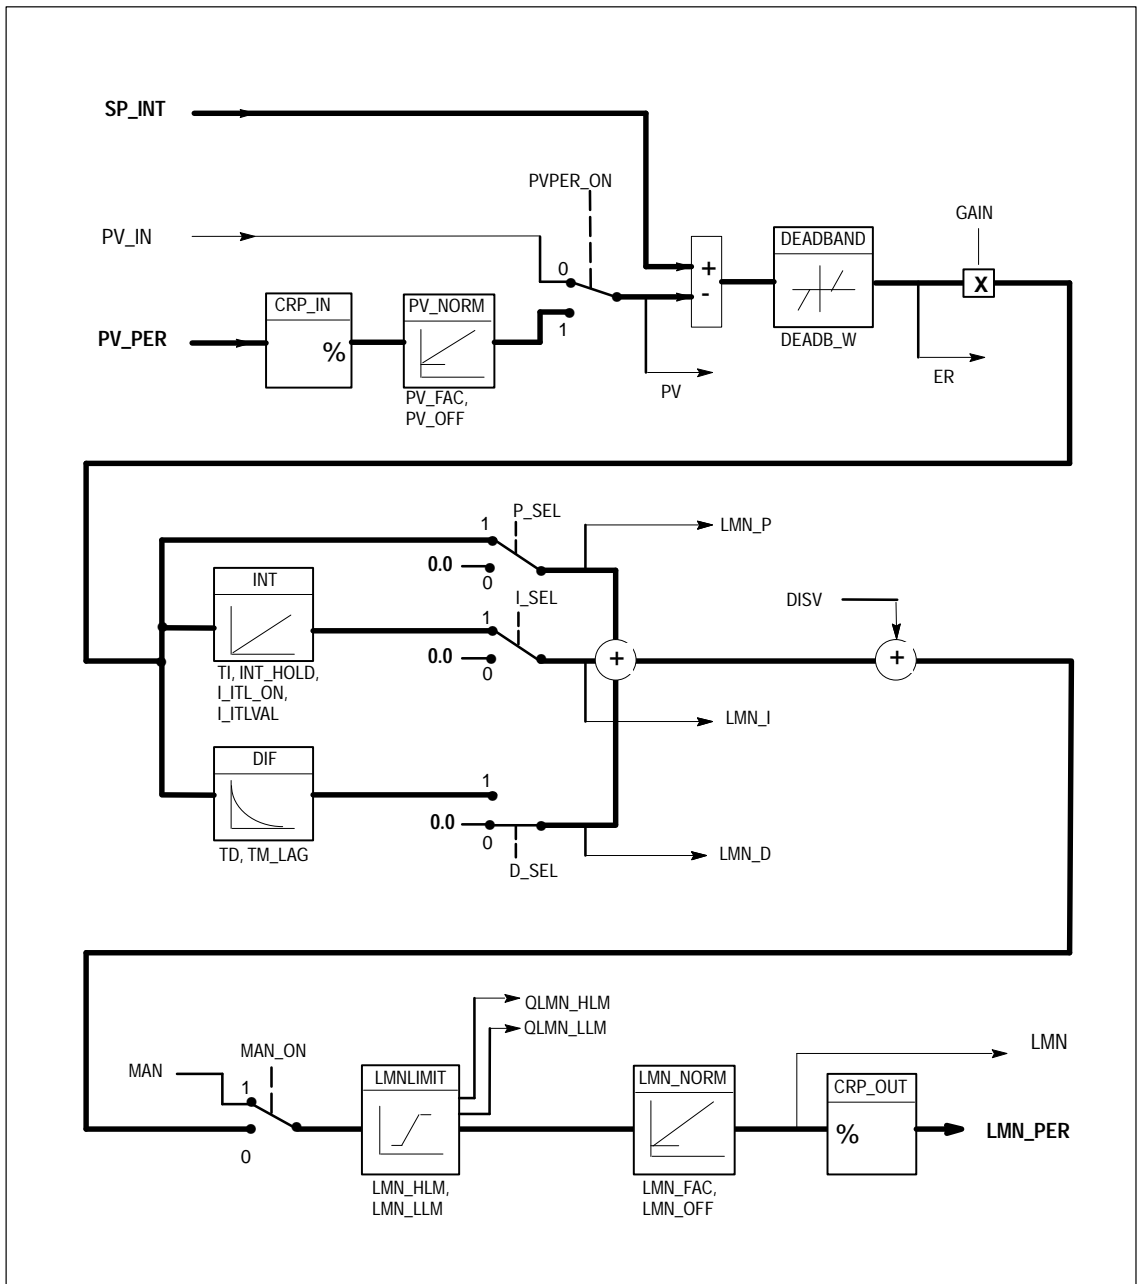 SP_INT
PVPER_ON
GAIN
PV_IN
DEADBAND
0
+
-
X
CRP_IN
%
PV_NORM
PV_PER
1
DEADB_W
PV_FAC,
PV_OFF
PV
ER
P_SEL
1
LMN_P
0.0
0
INT
I_SEL
1
DISV
0.0
0
+
+
TI, INT_HOLD,
I_ITL_ON,
I_ITLVAL
LMN_I
DIF
1
0.0
0
TD, TM_LAG
D_SEL
LMN_D
QLMN_HLM
QLMN_LLM
MAN_ON
LMN
MAN
1
LMNLIMIT
LMN_NORM
CRP_OUT
%
LMN_PER
0
LMN_HLM,
LMN_LLM
LMN_FAC,
LMN_OFF